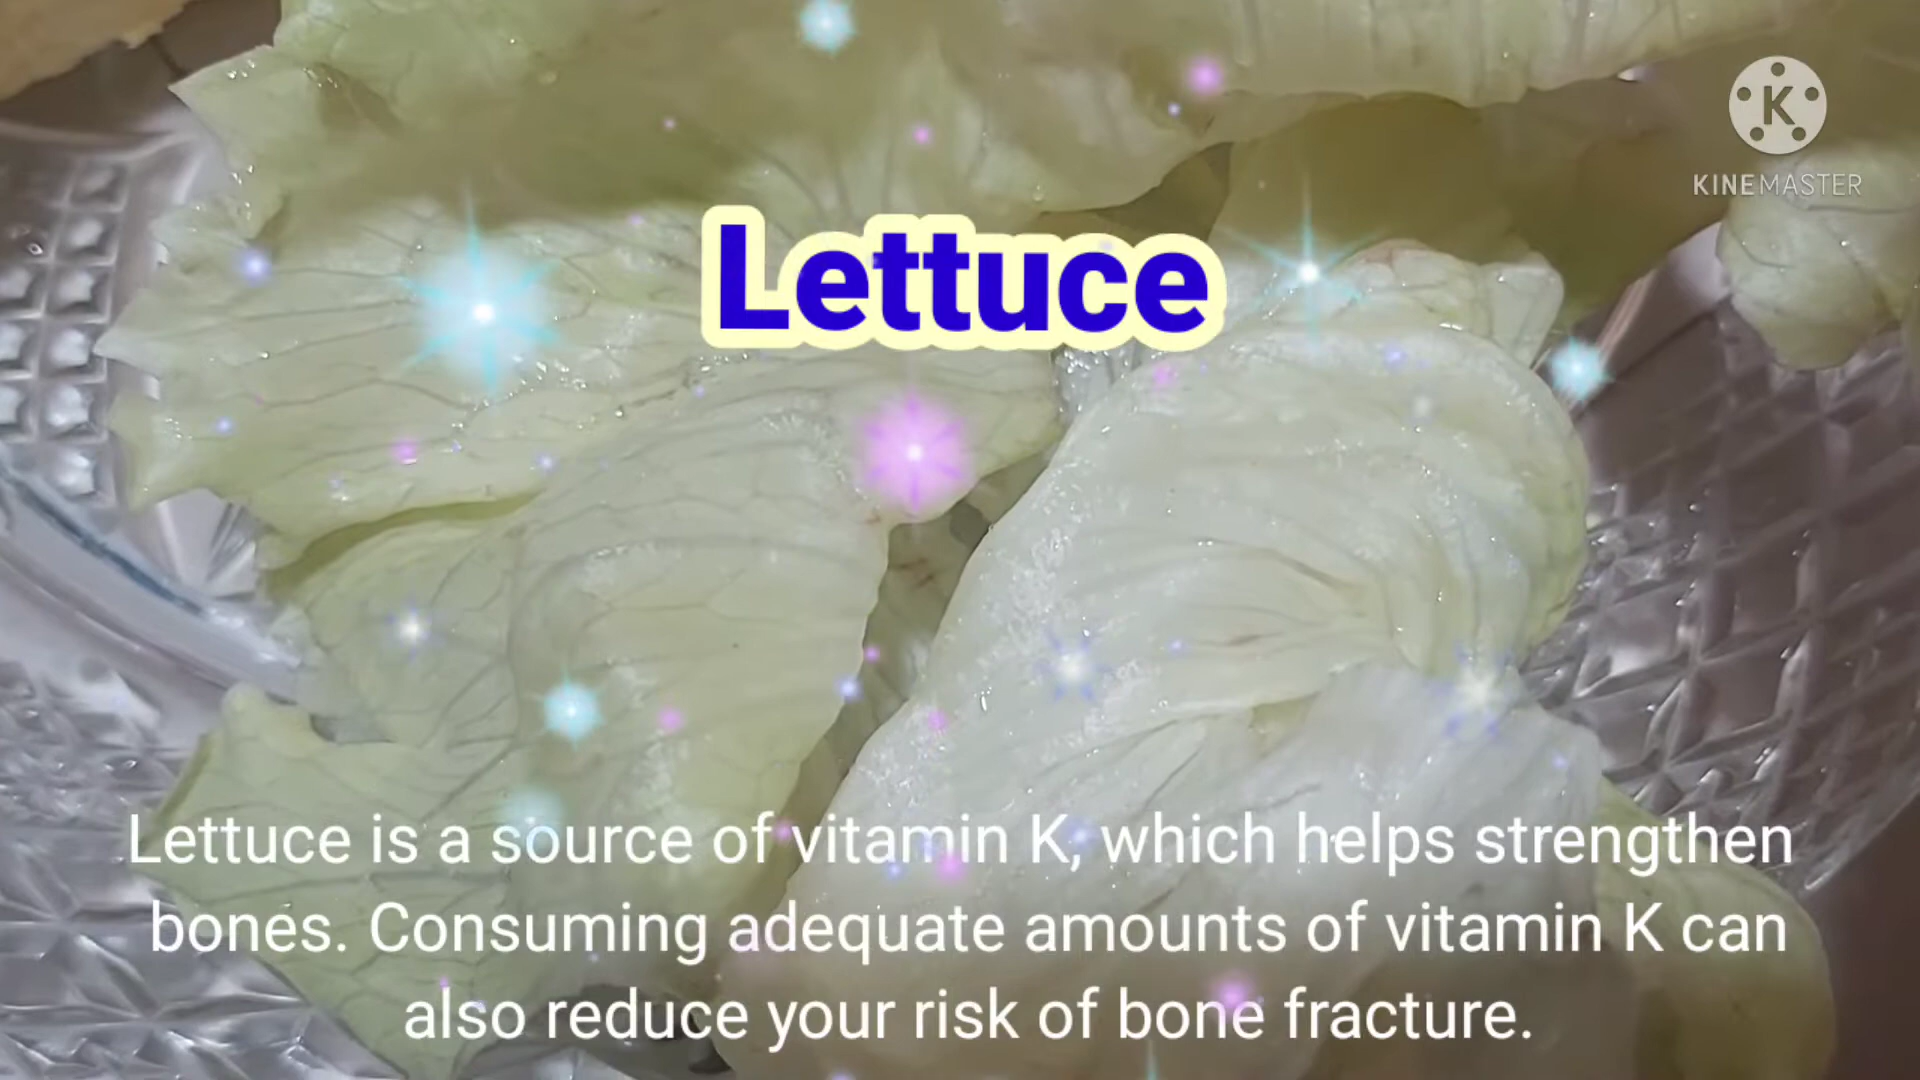 K
KINEMASTER
Lettuce
Lettuce is a source of vitamin K, which helps strengthen
bones. Consuming adequate amounts of vitamin K can
also reduce your risk of bone fracture.